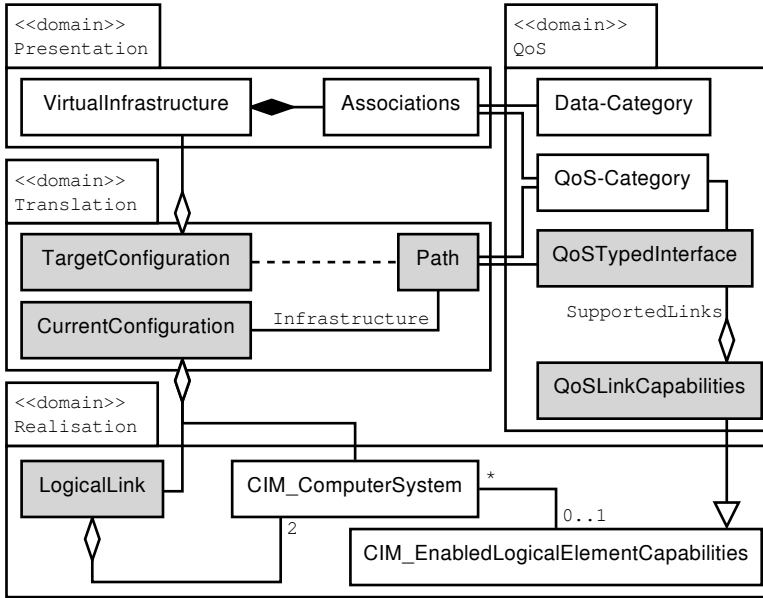 <<domain>>
Presentation
<<domain>>
QoS
VirtualInfrastructure
Associations
Data-Category
<<domain>>
Translation
QoS-Category
TargetConfiguration
Path
QoSTypedInterface
CurrentConfiguration
Infrastructure
SupportedLinks
<<domain>>
Realisation
QoSLinkCapabilities
LogicalLink
CIM_ComputerSystem
*
2
0..1
CIM_EnabledLogicalElementCapabilities